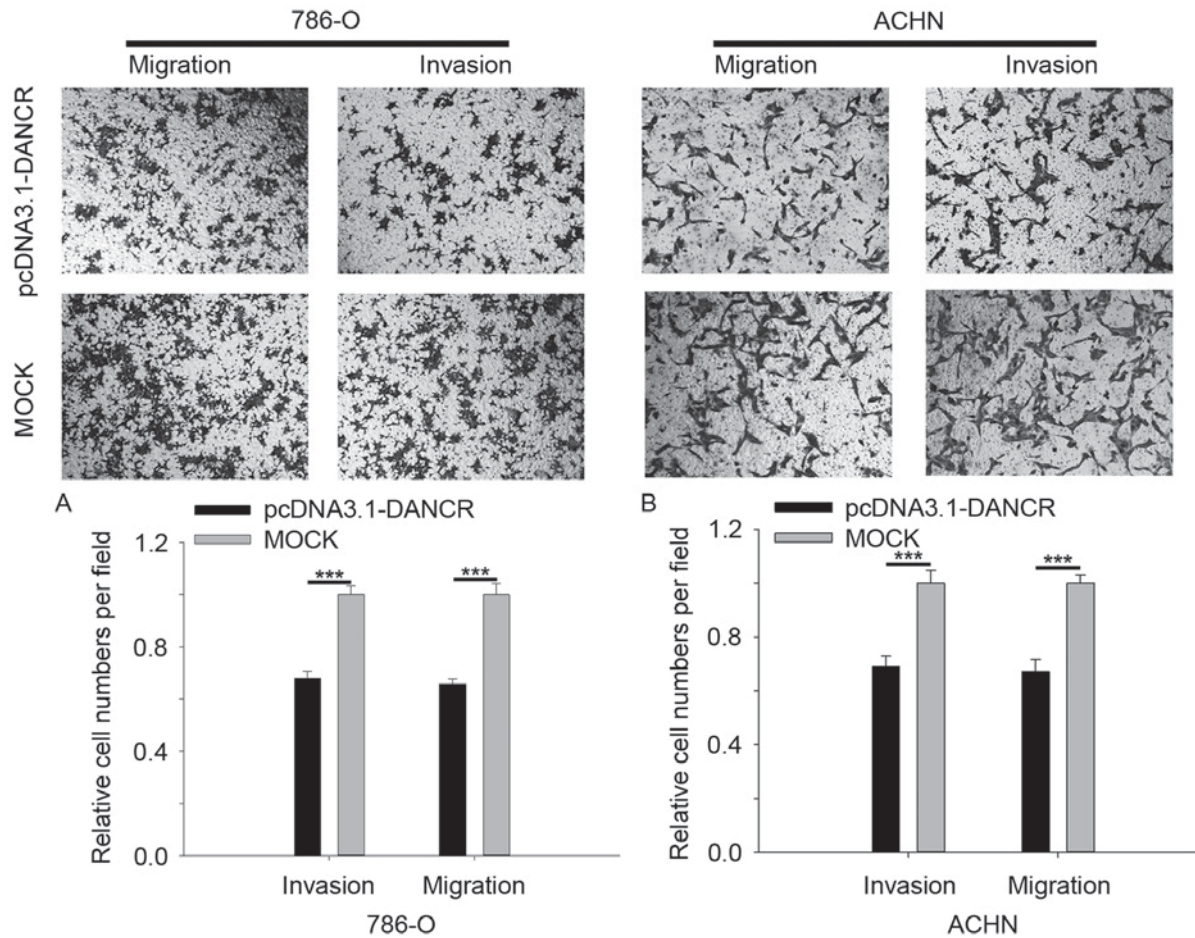 786-O
ACHN
Migration
Invasion
Migration
Invasion
pcDNA3.1-DANCR
MOCK
A
pcDNA3.1-DANCR
MOCK
Relative cell numbers per field
1.2
0.8
0.4
0.0
***
***
Invasion
Migration
786-O
B
pcDNA3.1-DANCR
MOCK
Relative cell numbers per field
1.2
0.8
0.4
0.0
***
***
Invasion
Migration
ACHN